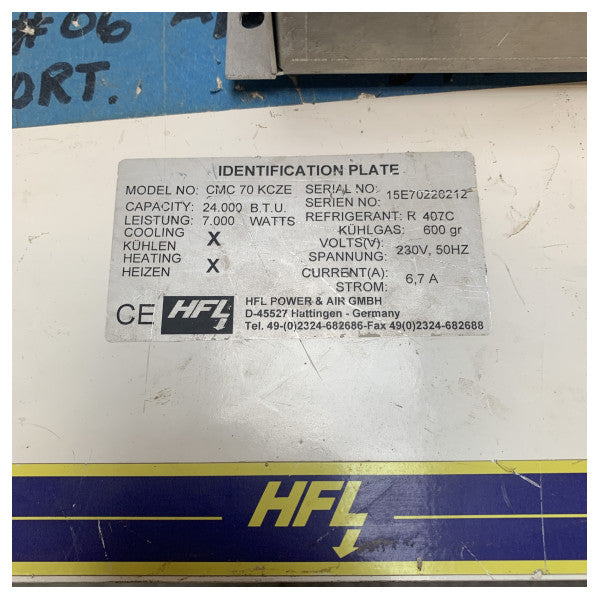 #06
ORT.
IDENTIFICATION PLATE
MODEL NO: CMC 70 KCZE SERIAL NO: 15E70220212
SERIEN NO:
CAPACITY: 24.000 B.T.U. REFRIGERANT: R 407C
LEISTUNG: 7.000 WATTS KÜHLGAS: 600 gr
COOLING X VOLTS(V): 230V, 50HZ
KÜHLEN SPANNUNG:
HEATING X CURRENT(A): 6,7 A
HEIZEN STROM:
CE HFL HFL POWER & AIR GMBH
D-45527 Hattingen - Germany
Tel. 49-(0)2324-682686-Fax 49(0)2324-682688
HFL